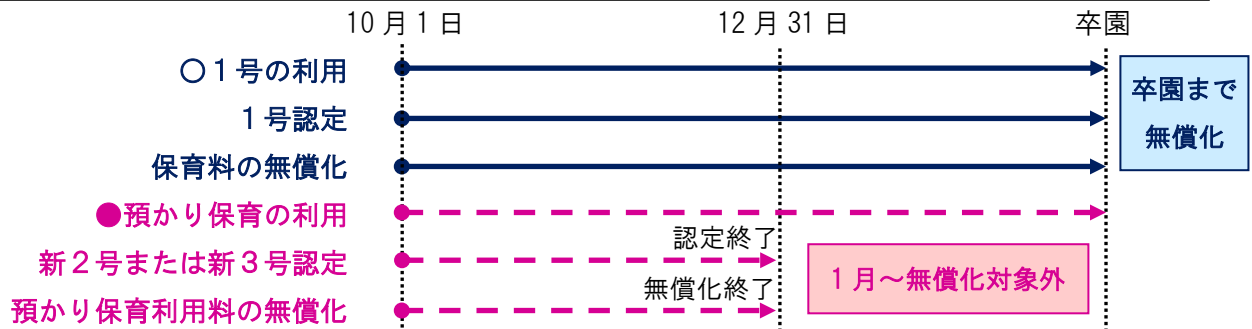 10月1日 12月31日 卒園
○1号の利用
1号認定
保育料の無償化
卒園まで
無償化
●預かり保育の利用
新2号または新3号認定 認定終了
預かり保育利用料の無償化 無償化終了
1月~無償化対象外